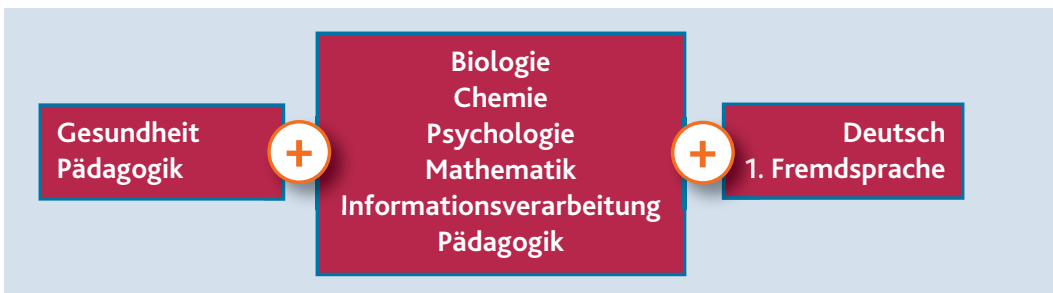 Gesundheit
Pädagogik
+
Biologie
Chemie
Psychologie
Mathematik
Informationsverarbeitung
Pädagogik
+
Deutsch
1. Fremdsprache